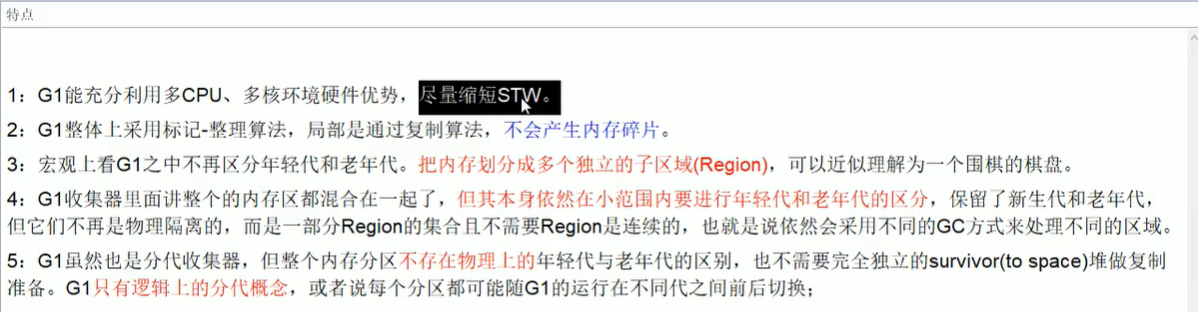 特点
1：G1能充分利用多CPU、多核环境硬件优势，尽量缩短STW。
2：G1整体上采用标记-整理算法，局部是通过复制算法，不会产生内存碎片。
3：宏观上看G1之中不再区分年轻代和老年代。把内存划分成多个独立的子区域(Region)，可以近似理解为一个围棋的棋盘。
4：G1收集器里面讲整个的内存区都混合在一起了，但其本身依然在小范围内要进行年轻代和老年代的区分，保留了新生代和老年代，
但它们不再是物理隔离的，而是一部分Region的集合且不需要Region是连续的，也就是说依然会采用不同的GC方式来处理不同的区域。
5：G1虽然也是分代收集器，但整个内存分区不存在物理上的年轻代与老年代的区别，也不需要完全独立的survivor(to space)堆做复制
准备。G1只有逻辑上的分代概念，或者说每个分区都可能随G1的运行在不同代之间前后切换；